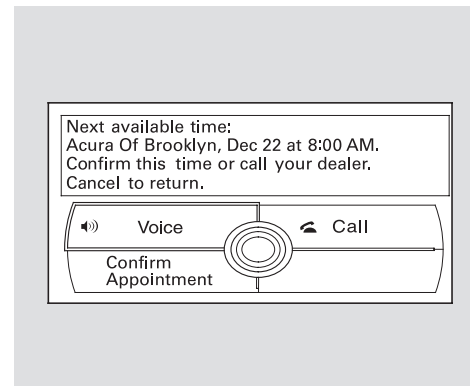 Next available time:
Acura Of Brooklyn, Dec 22 at 8:00 AM.
Confirm this time or call your dealer.
Cancel to return.
Voice
Call
Confirm
Appointment